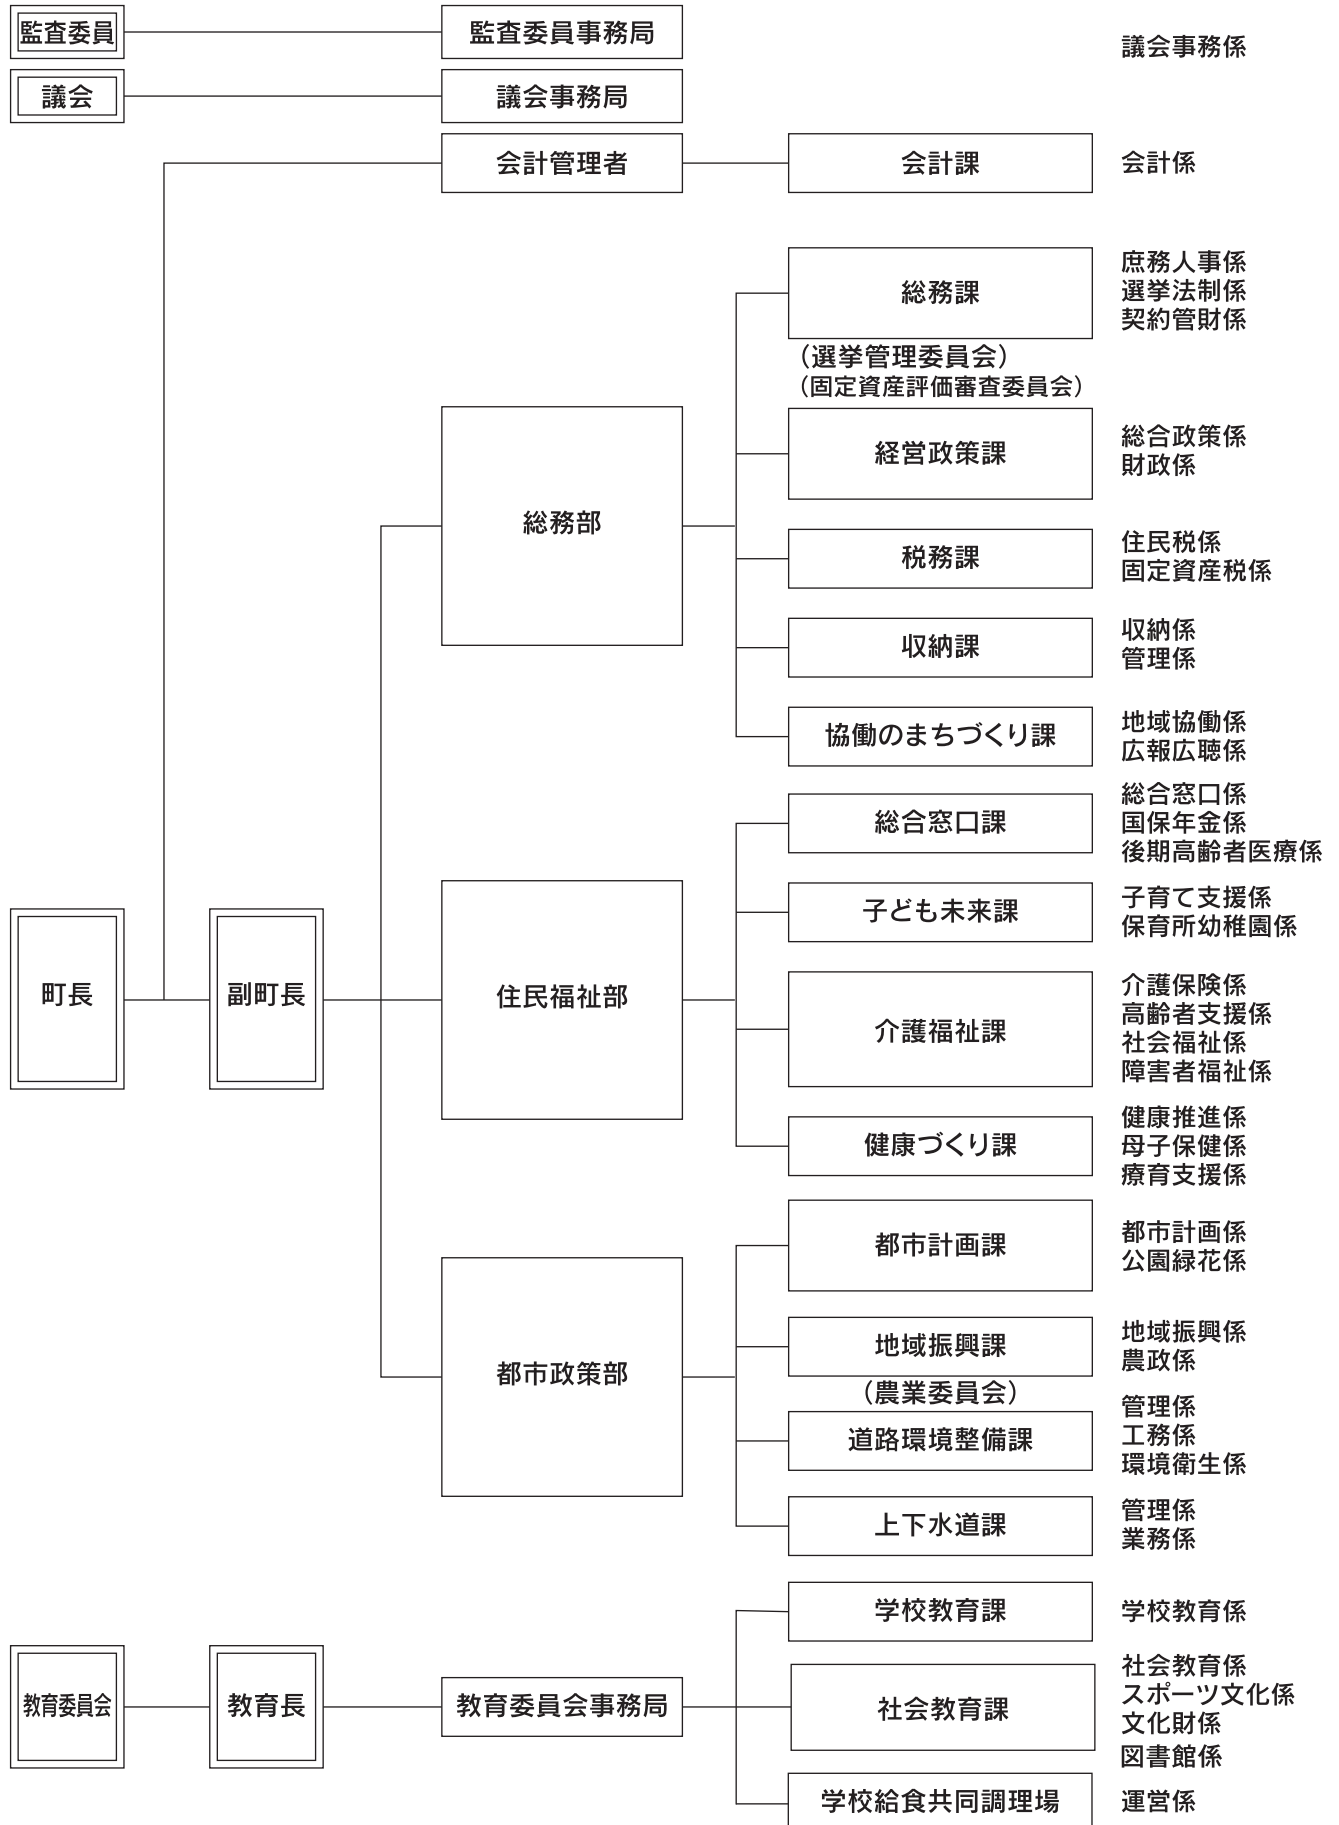 監査委員
監査委員事務局
議会事務係
議会
議会事務局
会計管理者
会計課
会計係
総務課
庶務人事係
選挙法制係
契約管財係
（選挙管理委員会）
（固定資産評価審査委員会）
経営政策課
総合政策係
財政係
総務部
税務課
住民税係
固定資産税係
収納課
収納係
管理係
協働のまちづくり課
地域協働係
広報広聴係
総合窓口課
総合窓口係
国保年金係
後期高齢者医療係
子ども未来課
子育て支援係
保育所幼稚園係
町長
副町長
住民福祉部
介護福祉課
介護保険係
高齢者支援係
社会福祉係
障害者福祉係
健康づくり課
健康推進係
母子保健係
療育支援係
都市計画課
都市計画係
公園緑花係
都市政策部
地域振興課
地域振興係
農政係
（農業委員会）
道路環境整備課
管理係
工務係
環境衛生係
上下水道課
管理係
業務係
学校教育課
学校教育係
教育委員会
教育長
教育委員会事務局
社会教育課
社会教育係
スポーツ文化係
文化財係
図書館係
学校給食共同調理場
運営係